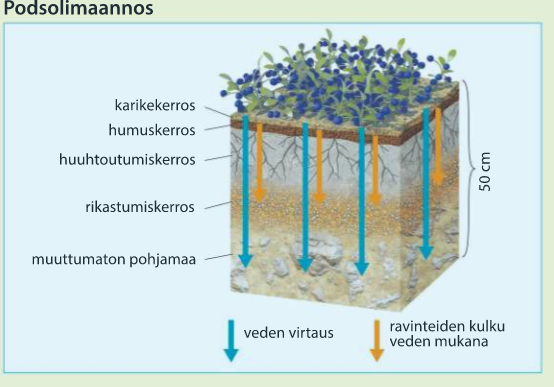 Podsolimaannos
karikekerros
humuskerros
huuhtoutumiskerros
rikastumiskerros
muuttumaton pohjamaa
50 cm
veden virtaus
ravinteiden kulku
veden mukana